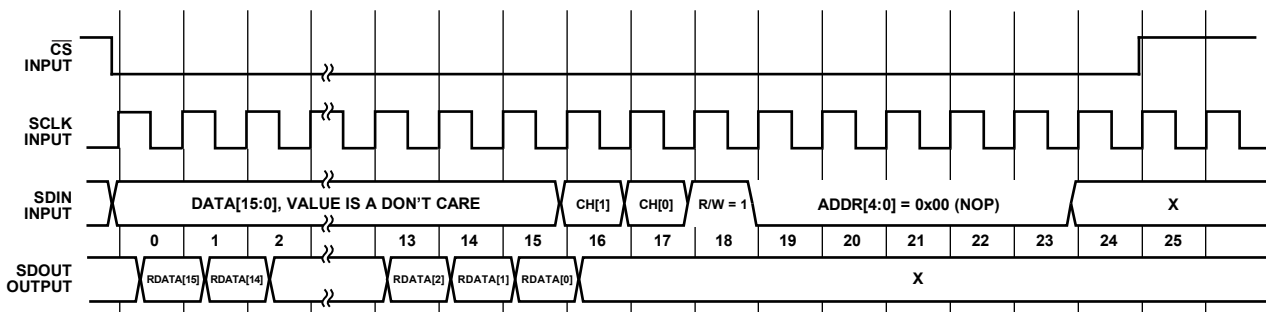 CS
INPUT
SCLK
INPUT
SDIN
INPUT
DATA[15:0], VALUE IS A DON'T CARE
CH[1]
CH[0]
R/W = 1
ADDR[4:0] = 0x00 (NOP)
X
0
1
2
13
14
15
16
17
18
19
20
21
22
23
24
25
SDOUT
OUTPUT
RDATA[15]
RDATA[14]
RDATA[2]
RDATA[1]
RDATA[0]
X